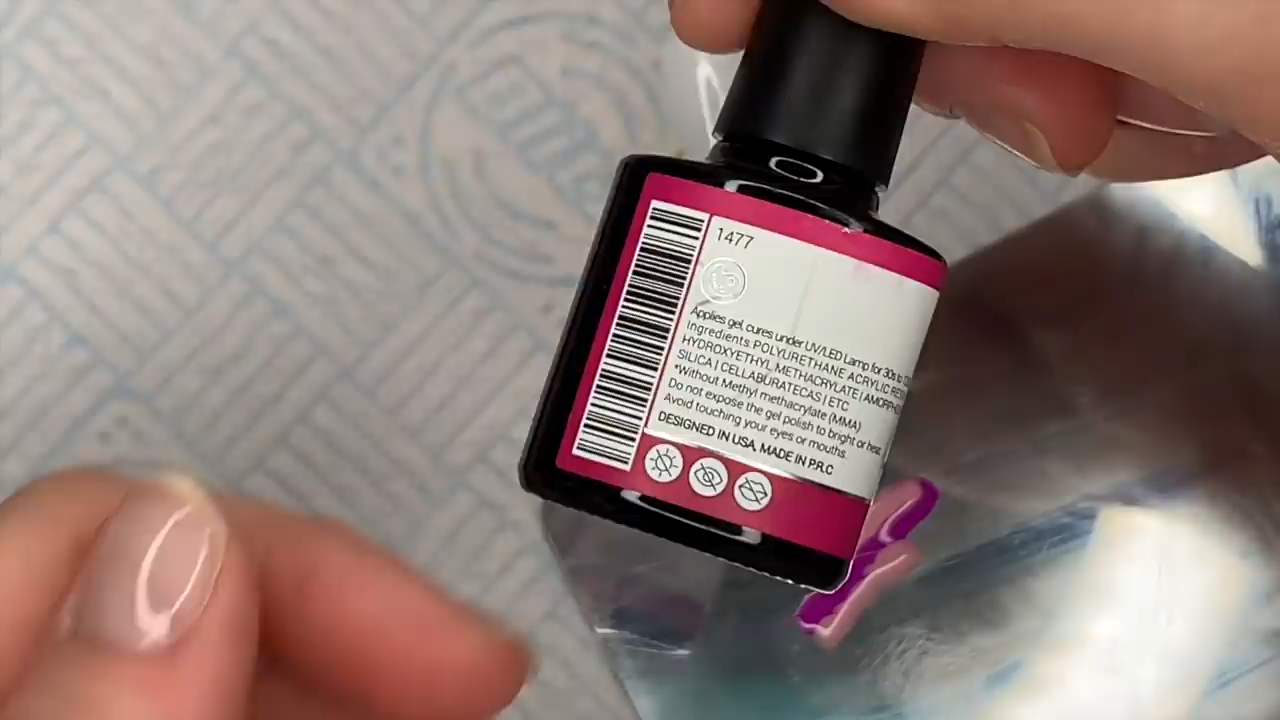 1477
Applies gel, cures under UV/LED Lamp for 30s to
Ingredients: POLYURETHANE ACRYLIC
HYDROXYETHYL METHACRYLATE |
SILICA | CELLABURATECAS | ETC
*Without Methyl methacrylate (MMA)
Do not expose the gel polish to bright or heat.
Avoid touching your eyes or mouths.
DESIGNED IN USA, MADE IN P.R.C